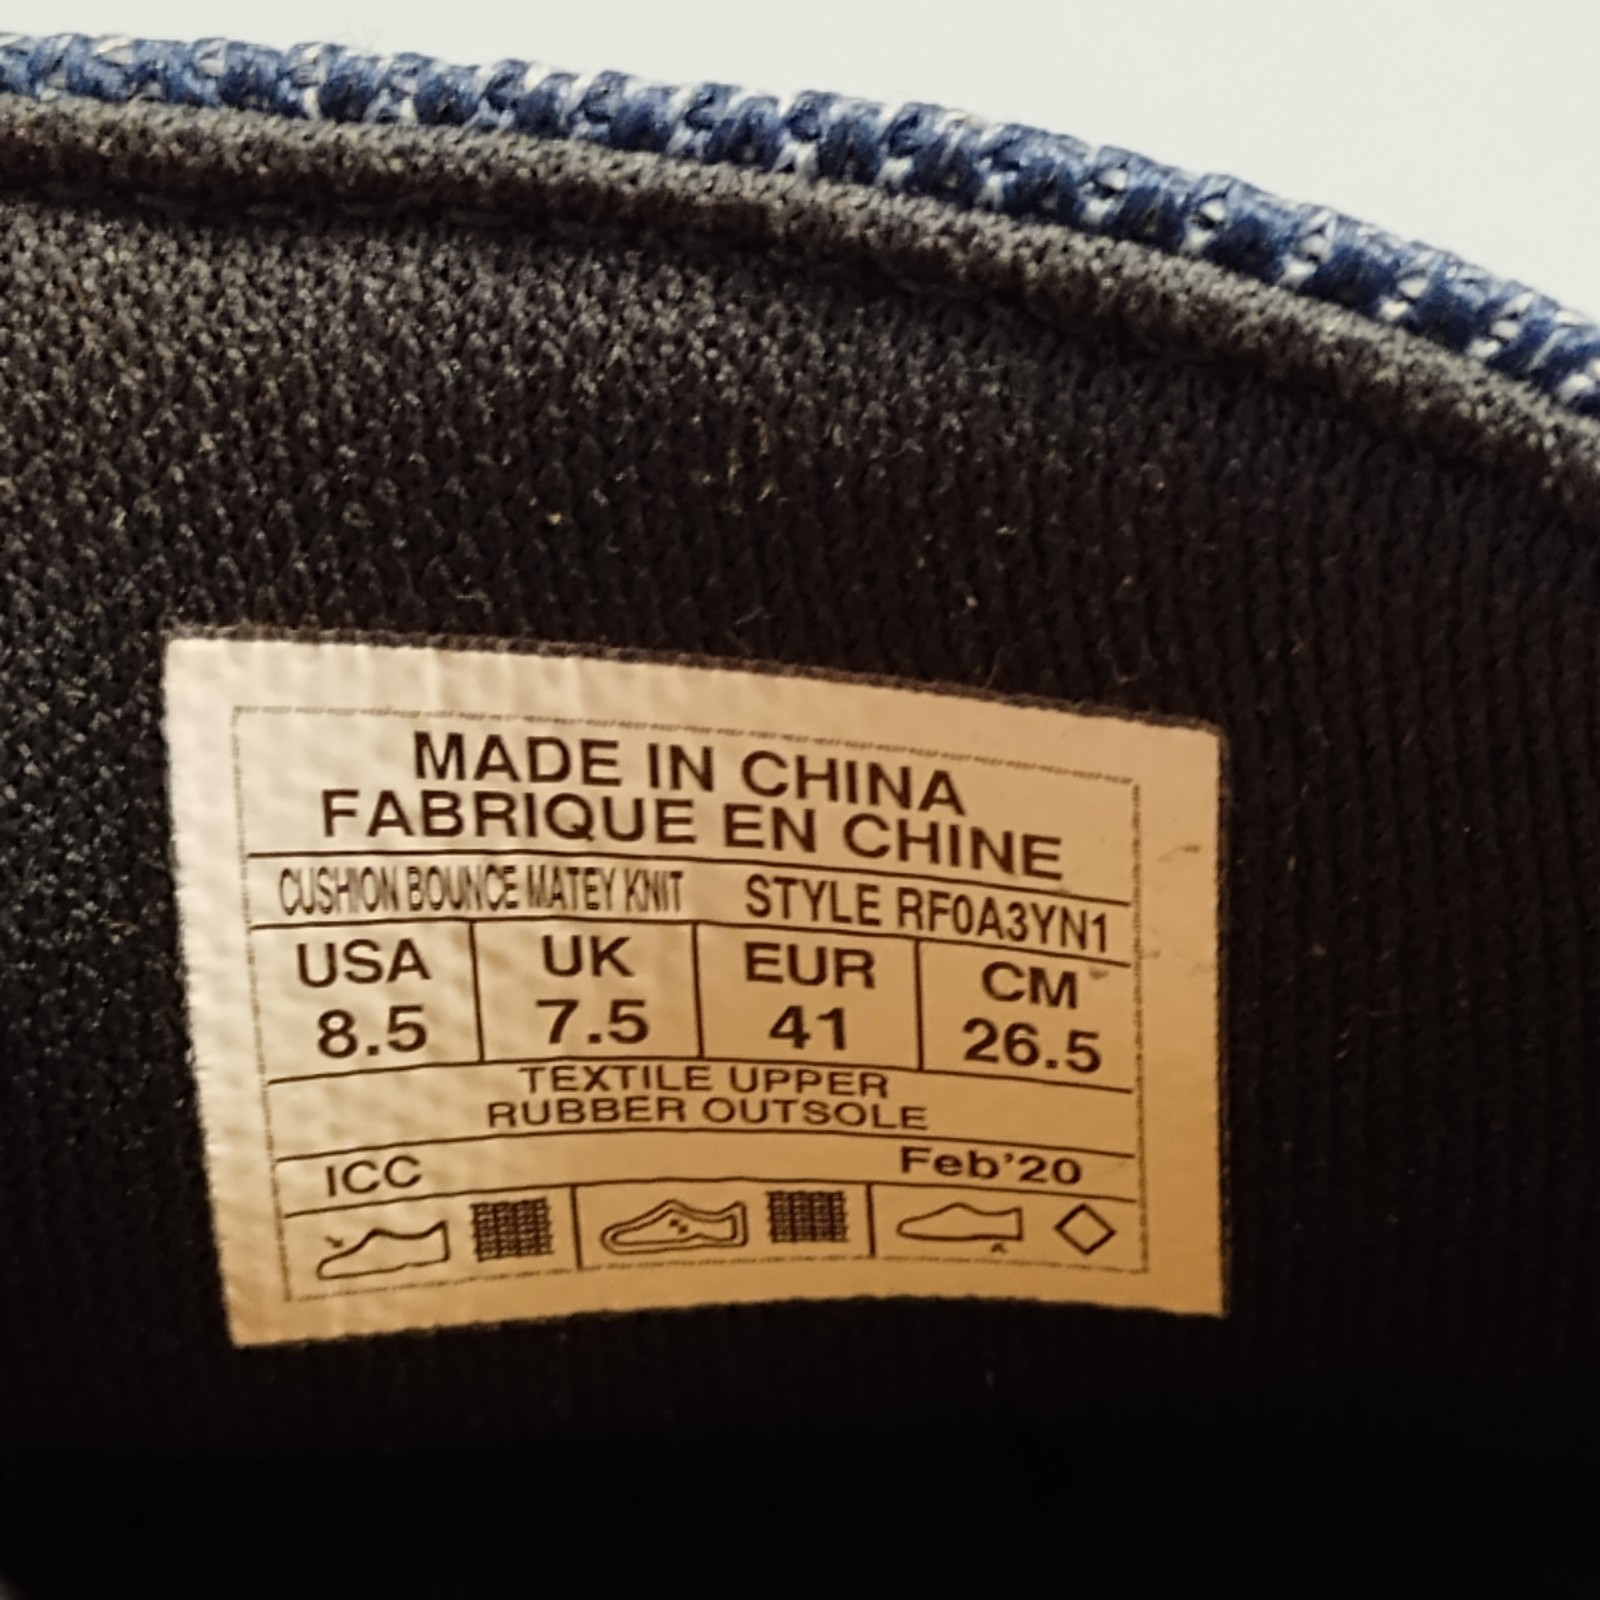 MADE IN CHINA
FABRIQUE EN CHINE
CUSHION BOUNCE MATEY KNIT STYLE RF0A3YN1
USA UK EUR CM
8.5 7.5 41 26.5
TEXTILE UPPER
RUBBER OUTSOLE
ICC Feb'20